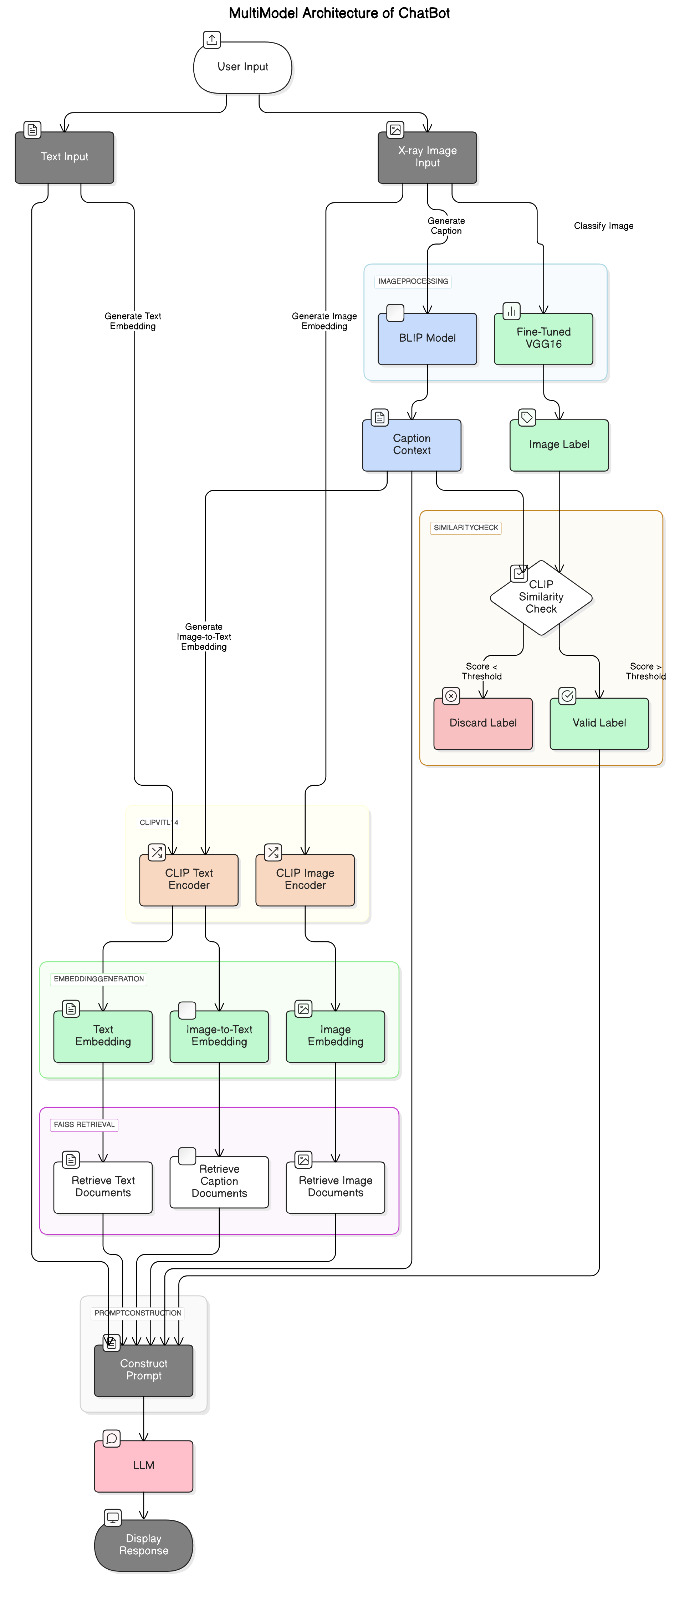 MultiModel Architecture of ChatBot
User Input
Text Input
X-ray Image
Input
Generate
Caption
Classify Image
IMAGEPROCESSING
Generate Text
Embedding
Generate Image
Embedding
BLIP Model
Fine-Tuned
VGG16
Caption
Context
Image Label
SIMILARITYCHECK
CLIP
Similarity
Check
Generate
Image-to-Text
Embedding
Score <
Threshold
Score >
Threshold
Discard Label
Valid Label
CLIPVITL14
CLIP Text
Encoder
CLIP Image
Encoder
EMBEDDINGGENERATION
Text
Embedding
Image-to-Text
Embedding
Image
Embedding
FAISS RETRIEVAL
Retrieve Text
Documents
Retrieve
Caption
Documents
Retrieve Image
Documents
PROMPTCONSTRUCTION
Construct
Prompt
LLM
Display
Response